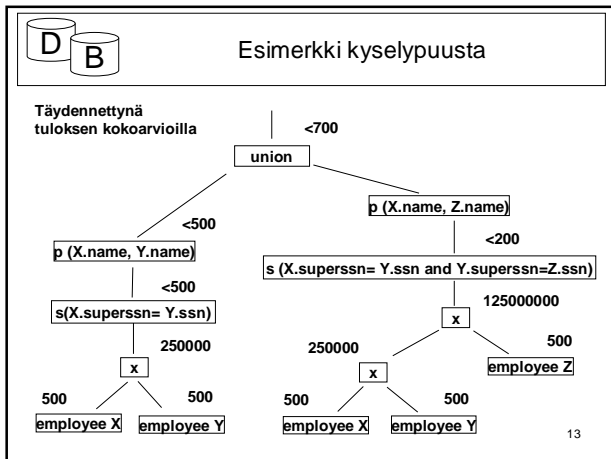 D B
Esimerkki kyselypuusta
Täydennettynä
tuloksen kokoarvioilla
<700
union
<500
p (X.name, Y.name)
<500
s(X.superssn= Y.ssn)
250000
x
500
500
employee X
employee Y
p (X.name, Z.name)
<200
s (X.superssn= Y.ssn and Y.superssn=Z.ssn)
125000000
x
250000
500
x
employee Z
500
500
employee X
employee Y
13